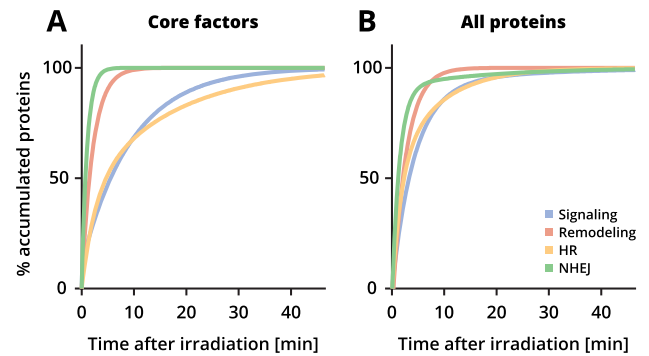 A
Core factors
B
All proteins
% accumulated proteins
100
50
0
0
10
20
30
40
Time after irradiation [min]
100
50
0
0
10
20
30
40
Time after irradiation [min]
Signaling
Remodeling
HR
NHEJ